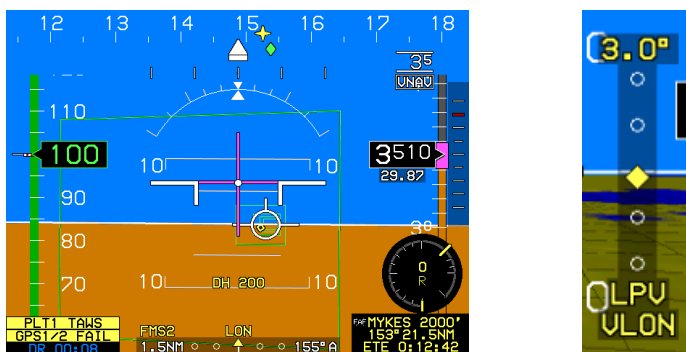 12 13 14 15 16 17 18
35
VNAV
110
100
90
80
70
10 10
10 10
3510
29.87
DH 200
0
R
PLT1 TAWS
GPS1/2 FAIL
DR 00:08
FMS2 LON
1.5NM 155°A
FAF MYKES 2000'
153°21.5NM
ETE 0:12:42
3.0°
LPV
VLON